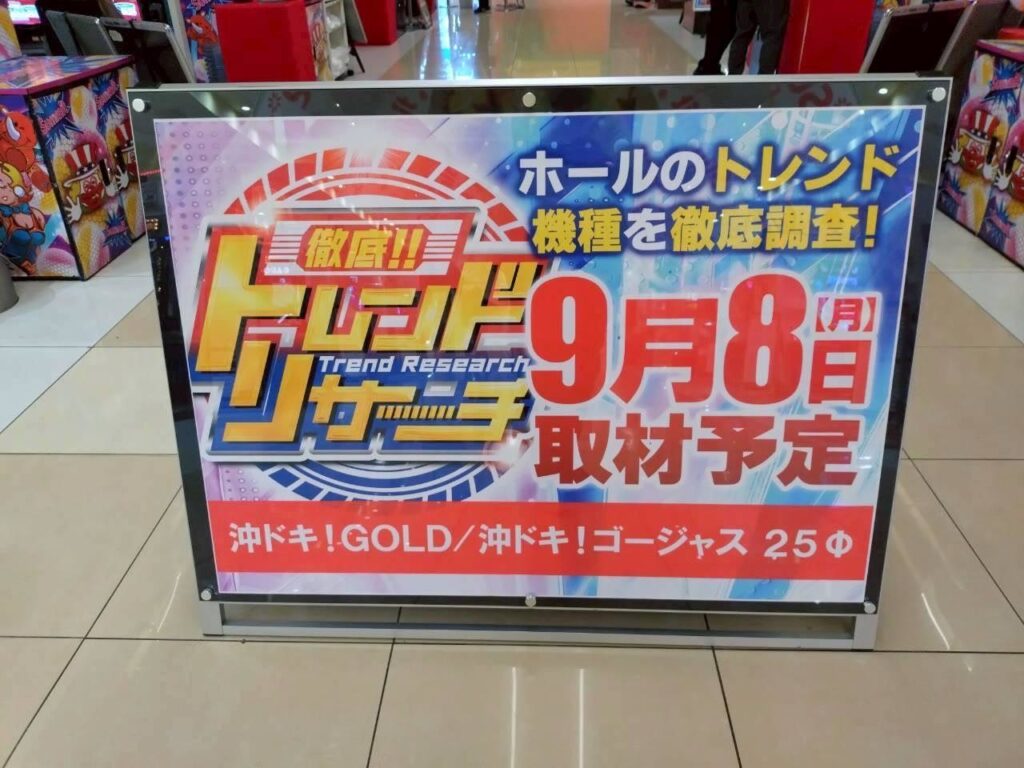 徹底!!
トレンド
Trend Research
リサーチ
ホールのトレンド
機種を徹底調査!
9月8日【月】
取材予定
沖ドキ!GOLD/沖ドキ!ゴージャス 25Φ